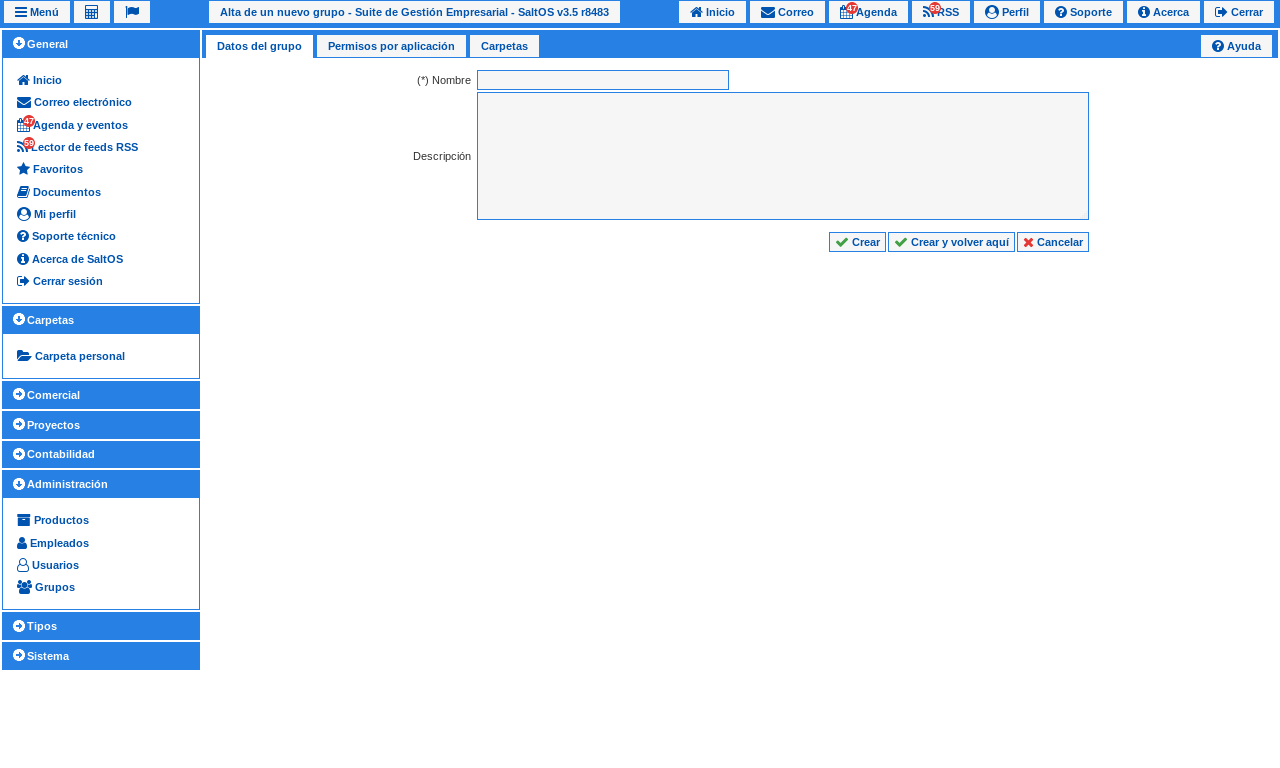 Menú
Alta de un nuevo grupo - Suite de Gestión Empresarial - SaltOS v3.5 r8483
Inicio
Correo
47 Agenda
59 RSS
Perfil
Soporte
Acerca
Cerrar
General
Inicio
Correo electrónico
47 Agenda y eventos
59 Lector de feeds RSS
Favoritos
Documentos
Mi perfil
Soporte técnico
Acerca de SaltOS
Cerrar sesión
Carpetas
Carpeta personal
Comercial
Proyectos
Contabilidad
Administración
Productos
Empleados
Usuarios
Grupos
Tipos
Sistema
Datos del grupo
Permisos por aplicación
Carpetas
Ayuda
(*) Nombre
Descripción
Crear
Crear y volver aquí
Cancelar